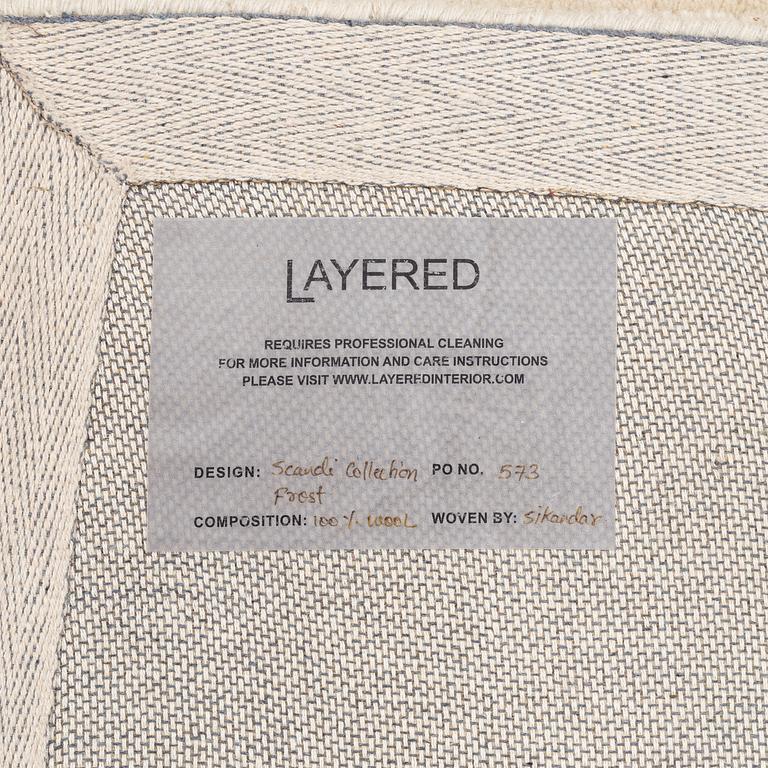 LAYERED
REQUIRES PROFESSIONAL CLEANING
FOR MORE INFORMATION AND CARE INSTRUCTIONS
PLEASE VISIT WWW.LAYEREDINTERIOR.COM
DESIGN: Scandi Collection PO NO. 573
Frost
COMPOSITION: 100 % WOOL WOVEN BY: Sikandar